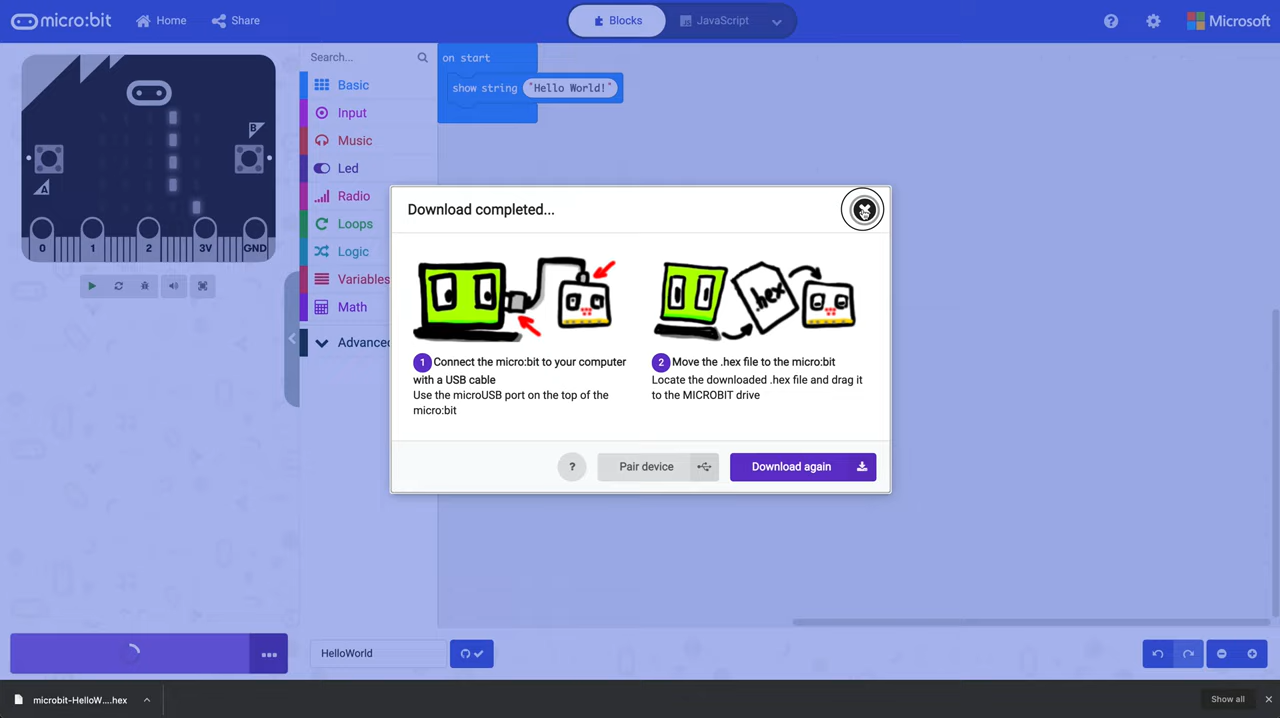 micro:bit
Home
Share
Blocks
JavaScript
Microsoft
Search...
Basic
Input
Music
Led
Radio
Loops
Logic
Variables
Math
on start
show string "Hello World!"
A
B
0
1
2
3V
GND
Download completed...
.hex
1 Connect the micro:bit to your computer
with a USB cable
Use the microUSB port on the top of the
micro:bit
2 Move the .hex file to the micro:bit
Locate the downloaded .hex file and drag it
to the MICROBIT drive
?
Pair device
Download again
HelloWorld
microbit-HelloW....hex
Show all